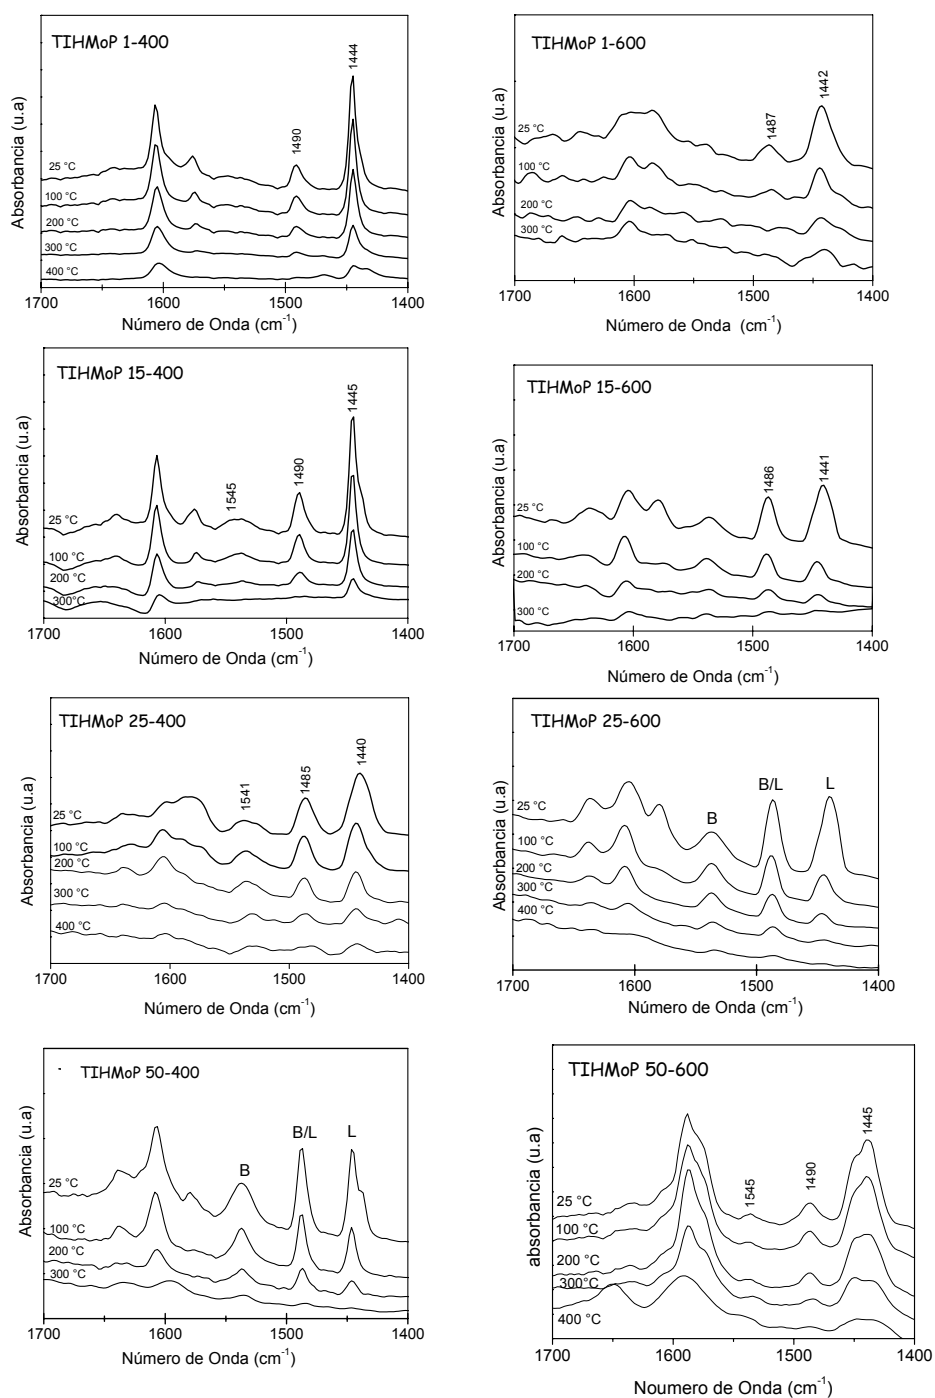 TIHMoP 1-400
1444
1490
25 °C
100 °C
200 °C
300 °C
400 °C
Absorbancia (u.a)
1700 1600 1500 1400
Número de Onda (cm-1)
TIHMoP 1-600
1442
1487
25 °C
100 °C
200 °C
300 °C
Absorbancia (u.a)
1700 1600 1500 1400
Número de Onda (cm-1)
TIHMoP 15-400
1445
1490
1545
25 °C
100 °C
200 °C
300°C
Absorbancia (u.a)
1700 1600 1500 1400
Número de Onda (cm-1)
TIHMoP 15-600
1441
1486
25 °C
100 °C
200 °C
300 °C
Absorbancia (u.a)
1700 1600 1500 1400
Número de Onda (cm-1)
TIHMoP 25-400
1440
1485
1541
25 °C
100 °C
200 °C
300 °C
400 °C
Absorbancia (u.a)
1700 1600 1500 1400
Número de Onda (cm-1)
TIHMoP 25-600
B B/L L
25 °C
100 °C
200 °C
300 °C
400 °C
Absorbancia (u.a)
1700 1600 1500 1400
Número de Onda (cm-1)
TIHMoP 50-400
B B/L L
25 °C
100 °C
200 °C
300 °C
Absorbancia (u.a)
1700 1600 1500 1400
Número de Onda (cm-1)
TIHMoP 50-600
1445
1490
1545
25 °C
100 °C
200 °C
300°C
400 °C
absorbancia (u.a)
1700 1600 1500 1400
Noumero de Onda (cm-1)